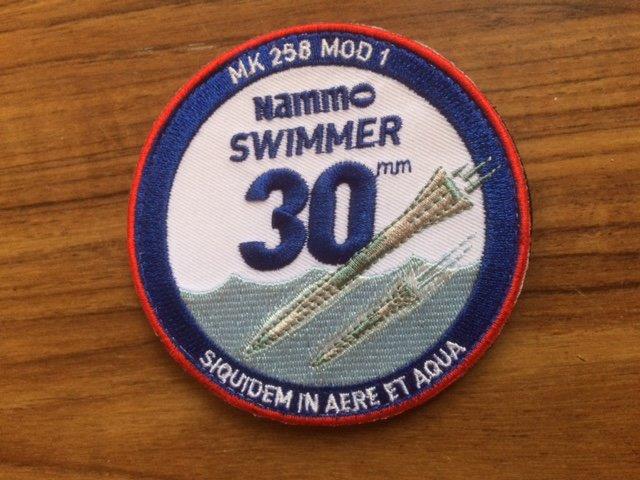 MK 258 MOD 1
Nammo
SWIMMER
30mm
SIQUIDEM IN AERE ET AQUA